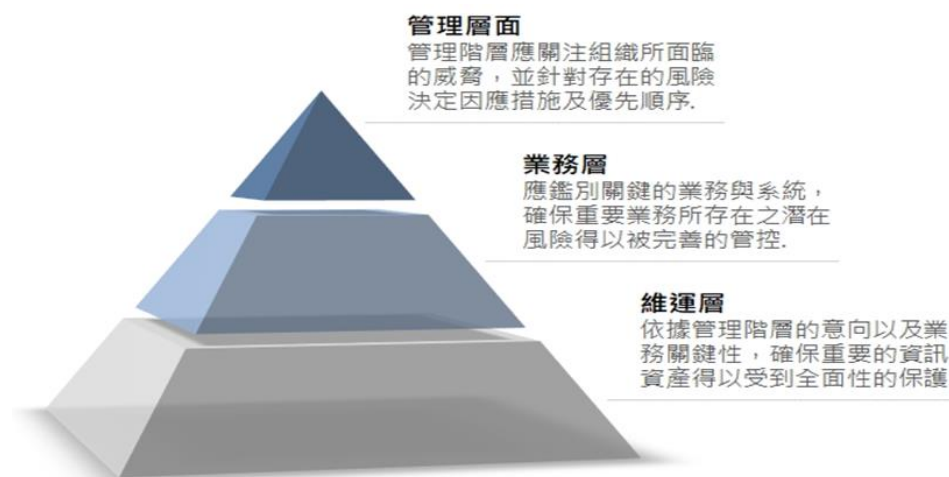 管理層面
管理階層應關注組織所面臨
的威脅，並針對存在的風險
決定因應措施及優先順序.
業務層
應鑑別關鍵的業務與系統，
確保重要業務所存在之潛在
風險得以被完善的管控.
維運層
依據管理階層的意向以及業
務關鍵性，確保重要的資訊
資產得以受到全面性的保護